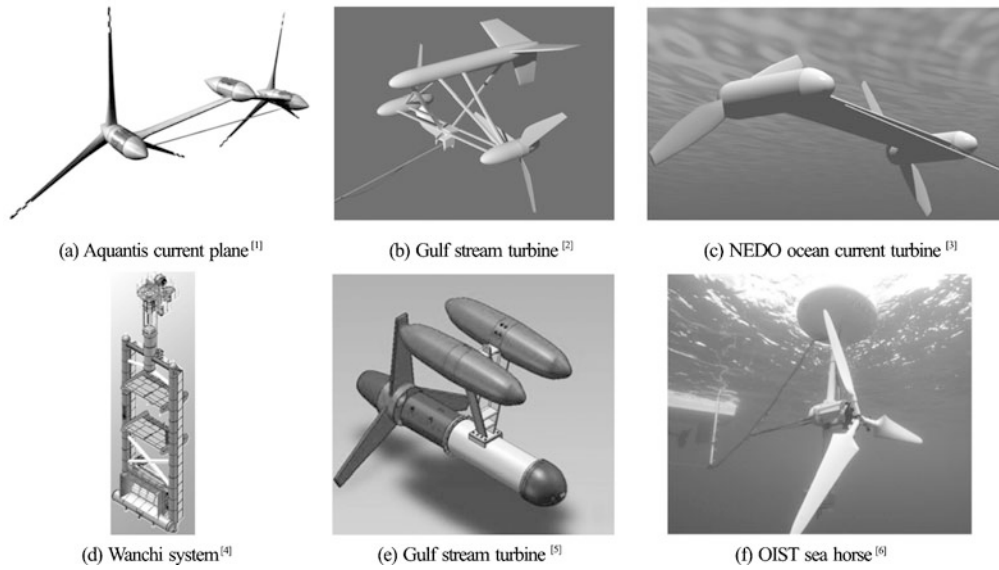 (a) Aquantis current plane [1]
(b) Gulf stream turbine [2]
(c) NEDO ocean current turbine [3]
(d) Wanchi system [4]
(e) Gulf stream turbine [5]
(f) OIST sea horse [6]